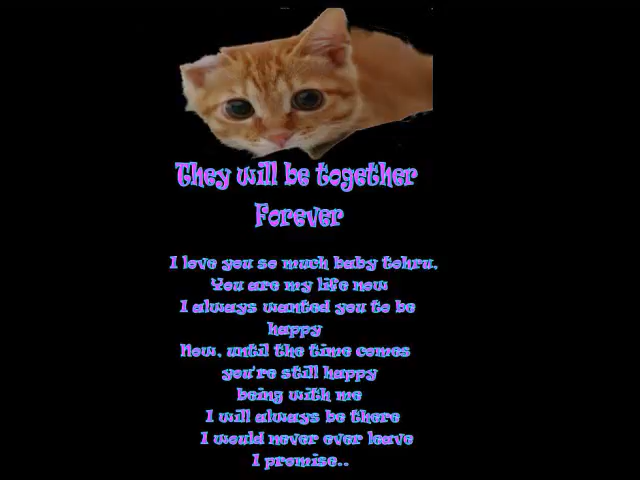 They will be together
Forever
I love you so much baby tohru,
You are my life now
I always wanted you to be
happy
Now, until the time comes
you're still happy
being with me
I will always be there
I would never ever leave
I promise..